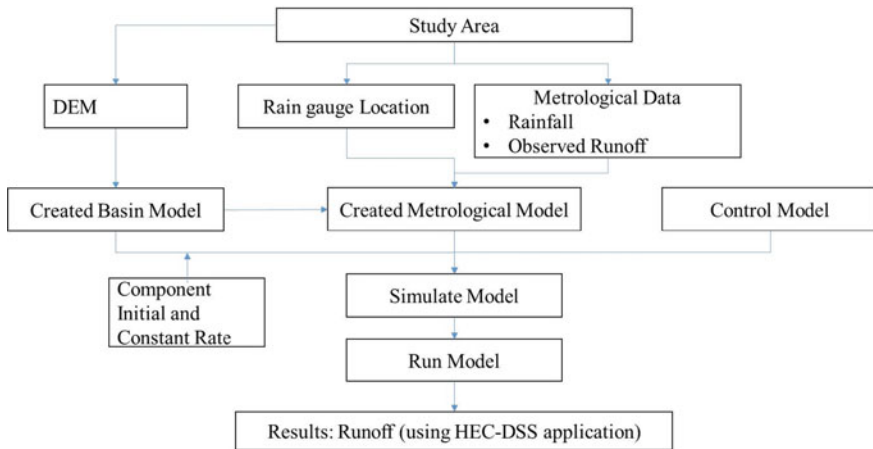 Study Area
DEM
Rain gauge Location
Metrological Data
• Rainfall
• Observed Runoff
Created Basin Model
Created Metrological Model
Control Model
Component
Initial and
Constant Rate
Simulate Model
Run Model
Results: Runoff (using HEC-DSS application)